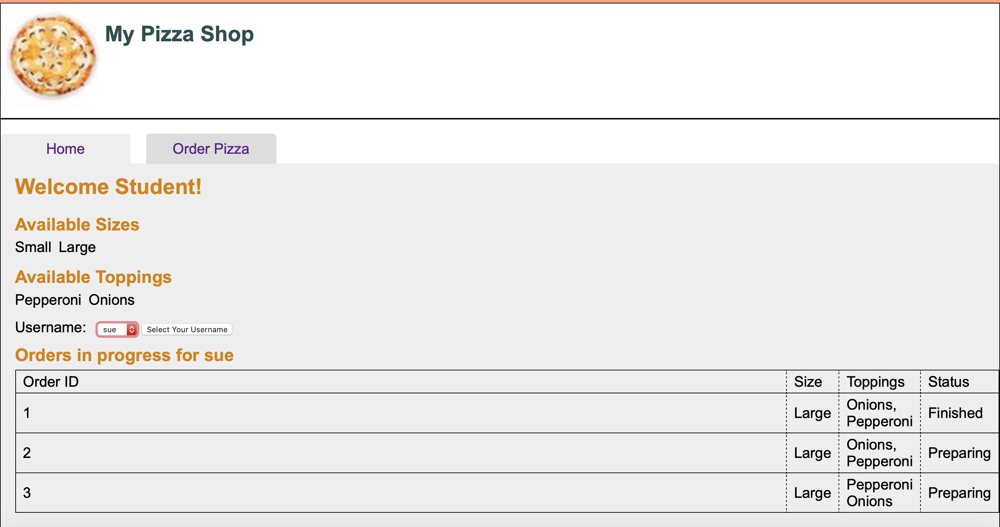 My Pizza Shop
Home Order Pizza
Welcome Student!
Available Sizes
Small Large
Available Toppings
Pepperoni Onions
Username: sue Select Your Username
Orders in progress for sue
Order ID Size Toppings Status
1 Large Onions, Pepperoni Finished
2 Large Onions, Pepperoni Preparing
3 Large Pepperoni Onions Preparing